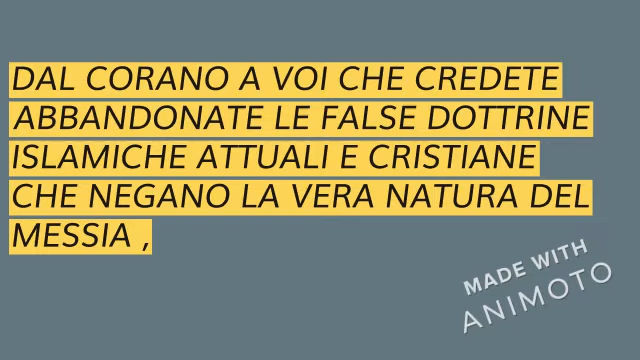 DAL CORANO A VOI CHE CREDETE
ABBANDONATE LE FALSE DOTTRINE
ISLAMICHE ATTUALI E CRISTIANE
CHE NEGANO LA VERA NATURA DEL
MESSIA ,
MADE WITH
ANIMOTO